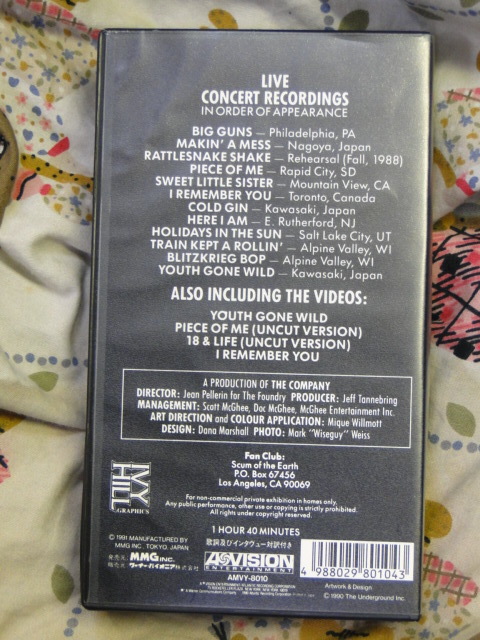 LIVE
CONCERT RECORDINGS
IN ORDER OF APPEARANCE
BIG GUNS — Philadelphia, PA
MAKIN' A MESS — Nagoya, Japan
RATTLESNAKE SHAKE — Rehearsal (Fall, 1988)
PIECE OF ME — Rapid City, SD
SWEET LITTLE SISTER — Mountain View, CA
I REMEMBER YOU — Toronto, Canada
COLD GIN — Kawasaki, Japan
HERE I AM — E. Rutherford, NJ
HOLIDAYS IN THE SUN — Salt Lake City, UT
TRAIN KEPT A ROLLIN' — Alpine Valley, WI
BLITZKRIEG BOP — Alpine Valley, WI
YOUTH GONE WILD — Kawasaki, Japan
ALSO INCLUDING THE VIDEOS:
YOUTH GONE WILD
PIECE OF ME (UNCUT VERSION)
18 & LIFE (UNCUT VERSION)
I REMEMBER YOU
A PRODUCTION OF THE COMPANY
DIRECTOR: Jean Pellerin for The Foundry PRODUCER: Jeff Tannebring
MANAGEMENT: Scott McGhee, Doc McGhee, McGhee Entertainment Inc.
ART DIRECTION and COLOUR APPLICATION: Mique Willmott
DESIGN: Dana Marshall PHOTO: Mark "Wiseguy" Weiss
Fan Club:
Scum of the Earth
P.O. Box 67456
Los Angeles, CA 90069
IVY
HILL
GRAPHICS
For non-commercial private exhibition in homes only.
Any public performance, other use or copying is strictly prohibited.
All rights under copyright reserved.
1 HOUR 40 MINUTES
© 1991 MANUFACTURED BY
MMG INC. TOKYO, JAPAN
発売元 MMG INC.
販売元 ワーナー・パイオニア株式会社
歌詞及びインタヴュー対訳付き
A*VISION
ENTERTAINMENT
AMVY-8010
4 988029 801043
Artwork & Design
© 1990 The Underground Inc.